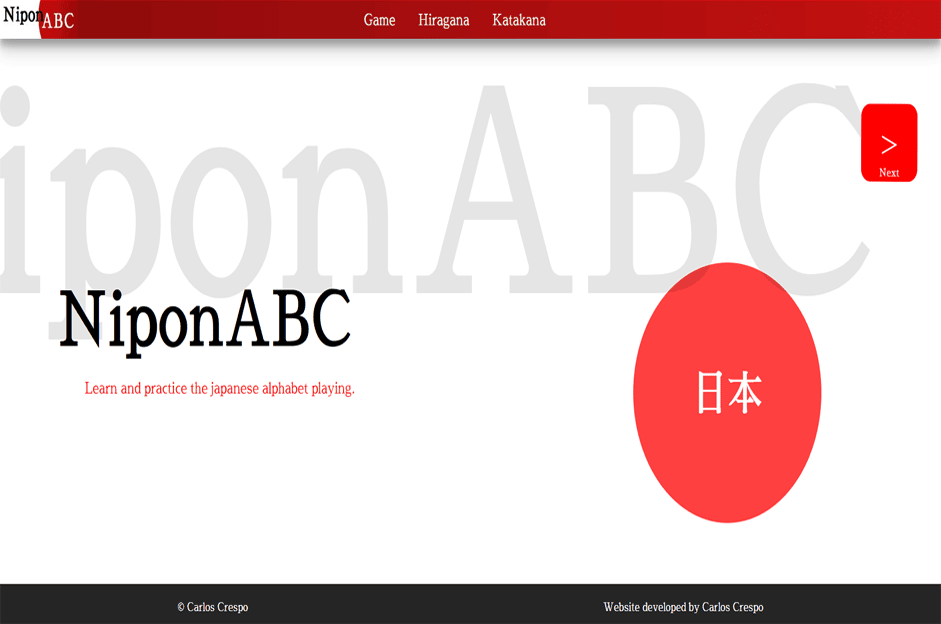 NiponABC
Game Hiragana Katakana
iponABC
>
Next
NiponABC
Learn and practice the japanese alphabet playing.
日本
© Carlos Crespo
Website developed by Carlos Crespo